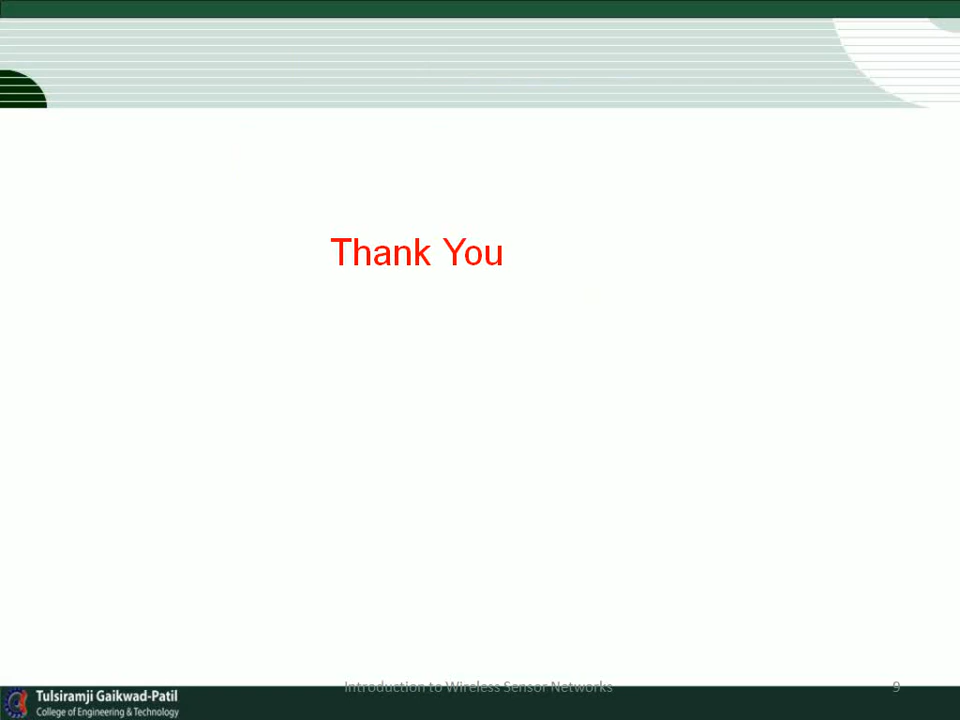 Thank You
Introduction to Wireless Sensor Networks
9
Tulsiramji Gaikwad-Patil
College of Engineering & Technology